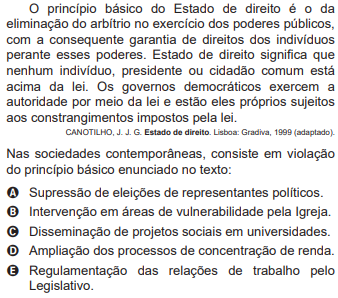 O princípio básico do Estado de direito é o da
eliminação do arbítrio no exercício dos poderes públicos,
com a consequente garantia de direitos dos indivíduos
perante esses poderes. Estado de direito significa que
nenhum indivíduo, presidente ou cidadão comum está
acima da lei. Os governos democráticos exercem a
autoridade por meio da lei e estão eles próprios sujeitos
aos constrangimentos impostos pela lei.
CANOTILHO, J. J. G. Estado de direito. Lisboa: Gradiva, 1999 (adaptado).
Nas sociedades contemporâneas, consiste em violação
do princípio básico enunciado no texto:
A Supressão de eleições de representantes políticos.
B Intervenção em áreas de vulnerabilidade pela Igreja.
C Disseminação de projetos sociais em universidades.
D Ampliação dos processos de concentração de renda.
E Regulamentação das relações de trabalho pelo
Legislativo.